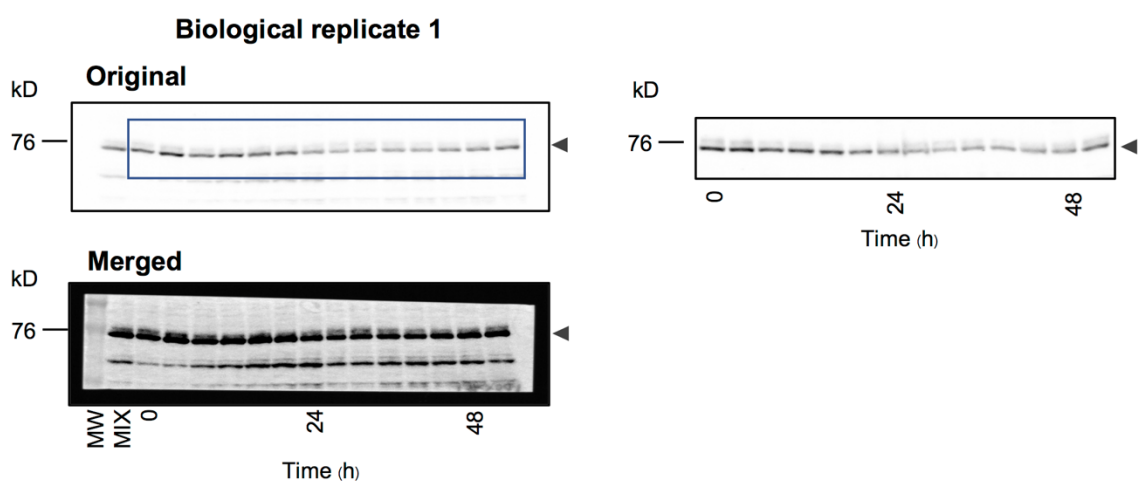 Biological replicate 1
Original
kD
76
kD
76
0
24
48
Time (h)
Merged
kD
76
MW
MIX
0
24
48
Time (h)